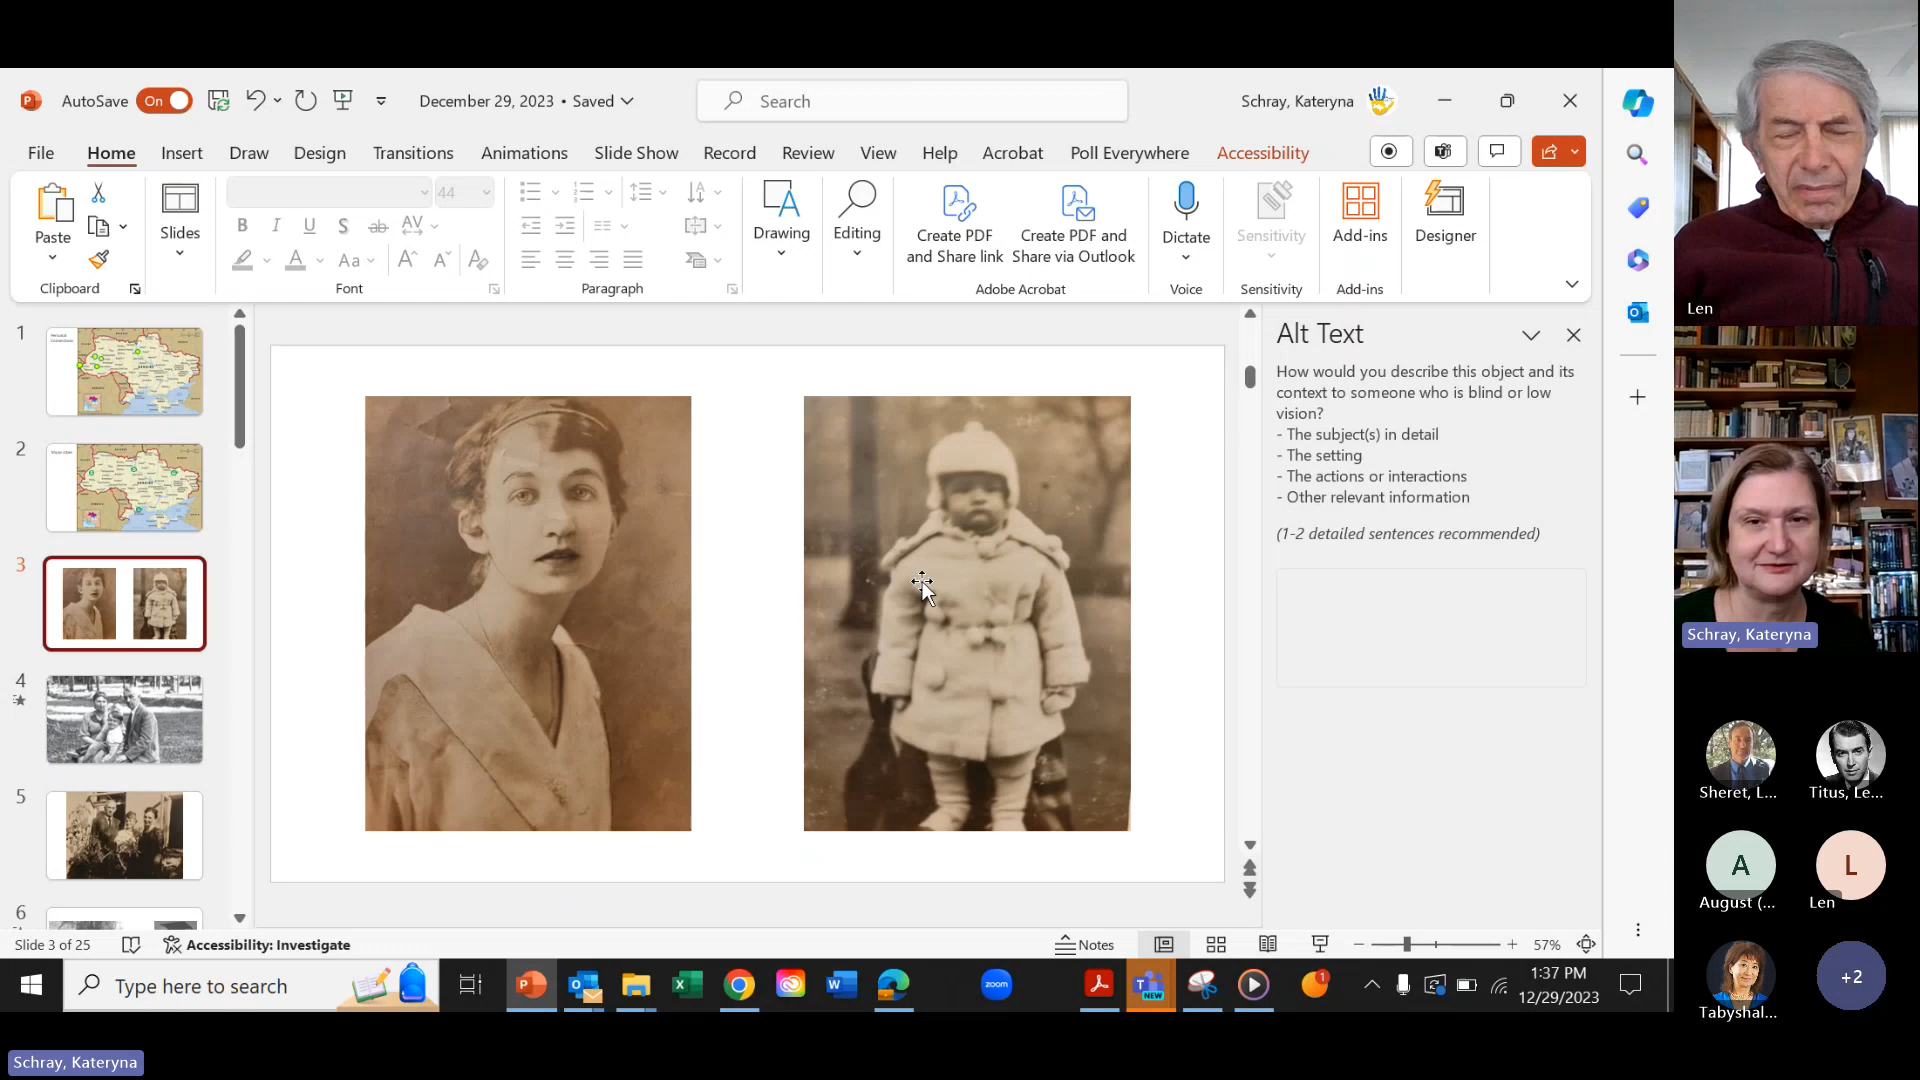 AutoSave On
December 29, 2023 • Saved
Search
Schray, Kateryna
File Home Insert Draw Design Transitions Animations Slide Show Record Review View Help Acrobat Poll Everywhere Accessibility
44
Paste
Clipboard
Slides
B I U S ab AV
A Aa A A
Font
Paragraph
Drawing
Editing
Create PDF
and Share link
Create PDF and
Share via Outlook
Adobe Acrobat
Dictate
Voice
Sensitivity
Sensitivity
Add-ins
Add-ins
Designer
1
2
3
4
5
6
Alt Text
How would you describe this object and its
context to someone who is blind or low
vision?
- The subject(s) in detail
- The setting
- The actions or interactions
- Other relevant information
(1-2 detailed sentences recommended)
Slide 3 of 25
Accessibility: Investigate
Notes
57%
Type here to search
zoom
NEW
1
1:37 PM
12/29/2023
Len
Schray, Kateryna
Sheret, L...
Titus, Le...
A
August (...
L
Len
Tabyshal...
+2
Schray, Kateryna